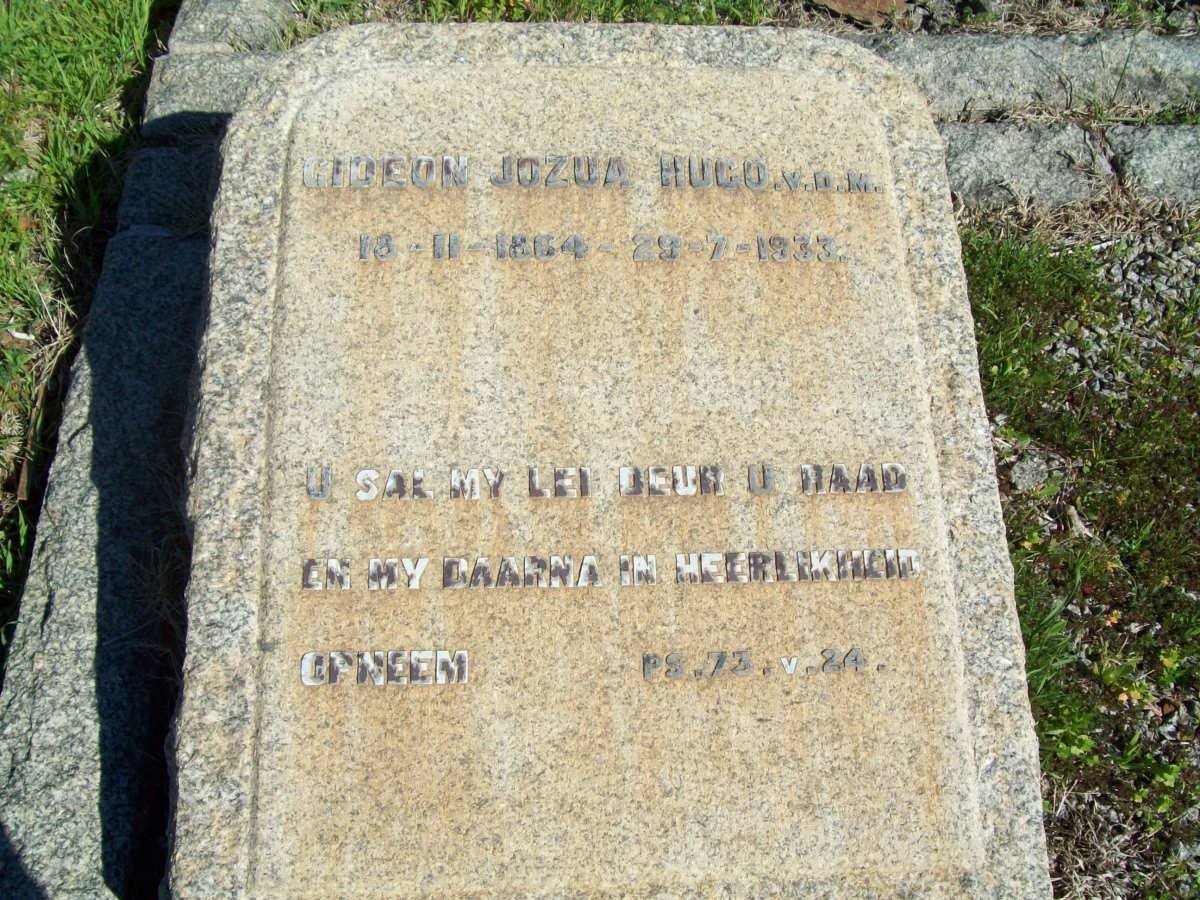 GIDEON JOZUA HUGO.V.D.M.
18-11-1864-29-7-1933.
U SAL MY LEI DEUR U RAAD
EN MY DAARNA IN HEERLIKHEID
OPNEEM PS.73.V.24.